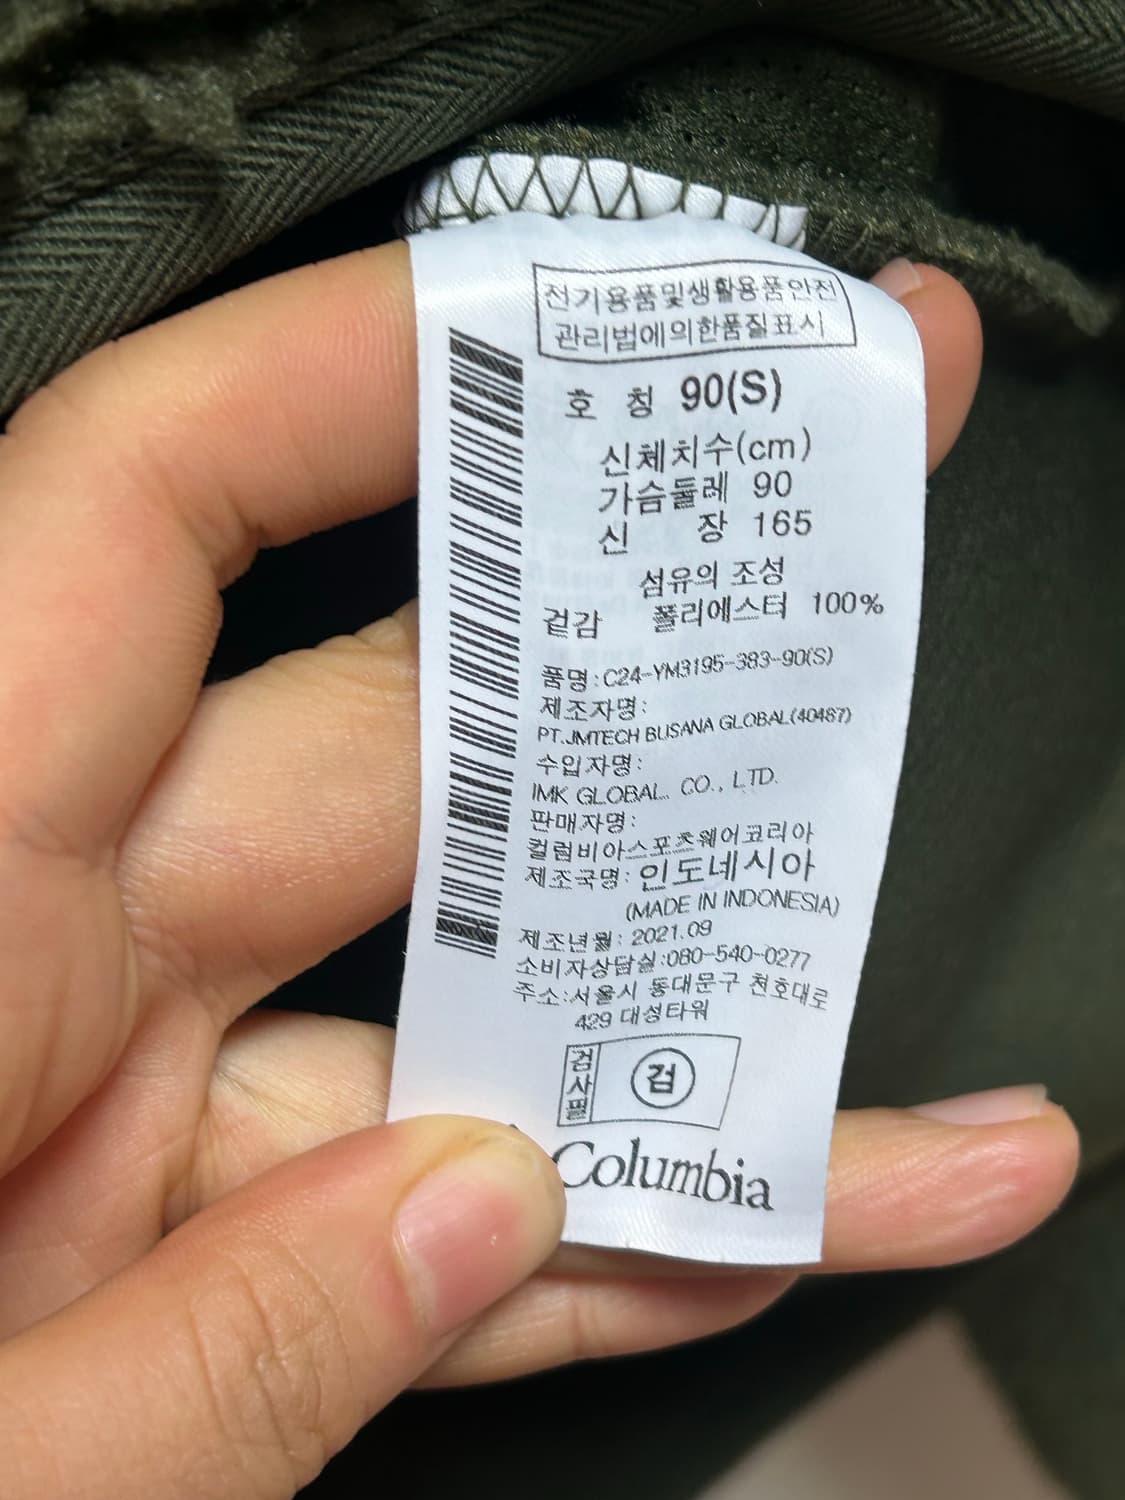 전기용품및생활용품안전
관리법에의한품질표시
호 칭 90(S)
신체치수(cm)
가슴둘레 90
신 장 165
섬유의 조성
겉감 폴리에스터 100%
품명:C24-YM3195-383-90(S)
제조자명:
PT.JMTECH BUSANA GLOBAL(40487)
수입자명:
IMK GLOBAL CO., LTD.
판매자명:
컬럼비아스포츠웨어코리아
제조국명: 인도네시아
(MADE IN INDONESIA)
제조년월: 2021.09
소비자상담실:080-540-0277
주소:서울시 동대문구 천호대로
429 대성타워
검사필
검
Columbia